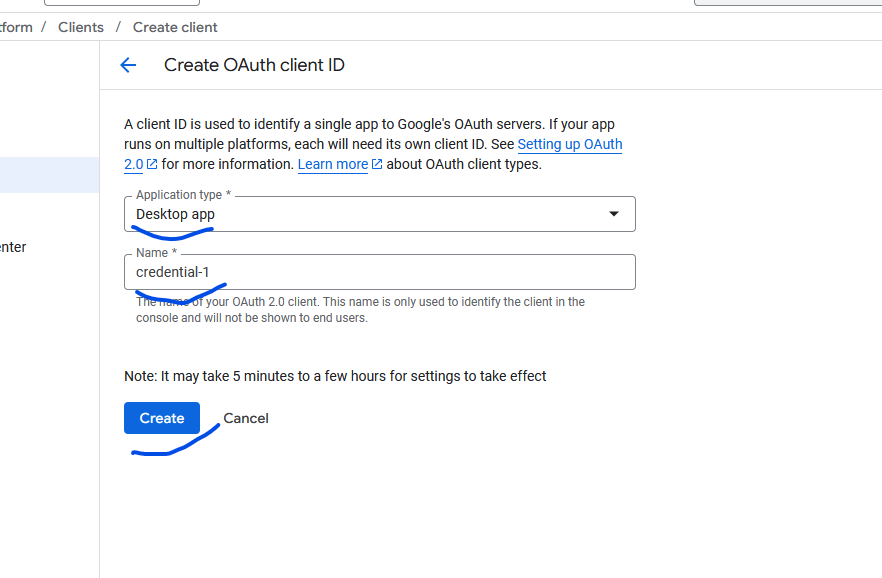 tform / Clients / Create client
Create OAuth client ID
A client ID is used to identify a single app to Google's OAuth servers. If your app
runs on multiple platforms, each will need its own client ID. See Setting up OAuth
2.0 for more information. Learn more about OAuth client types.
Application type *
Desktop app
enter
Name *
credential-1
The name of your OAuth 2.0 client. This name is only used to identify the client in the
console and will not be shown to end users.
Note: It may take 5 minutes to a few hours for settings to take effect
Create Cancel